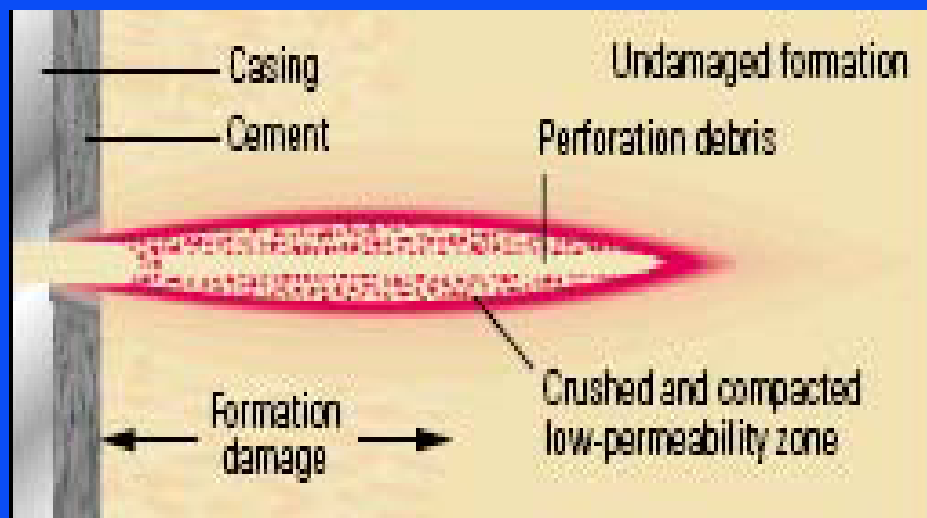 Casing
Undamaged formation
Cement
Perforation debris
Formation
damage
Crushed and compacted
low-permeability zone